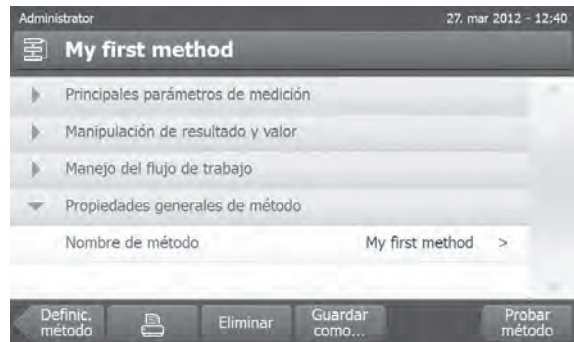 Administrator 27. mar 2012 - 12:40
My first method
Principales parámetros de medición
Manipulación de resultado y valor
Manejo del flujo de trabajo
Propiedades generales de método
Nombre de método My first method >
Definic. método
Eliminar
Guardar como...
Probar método